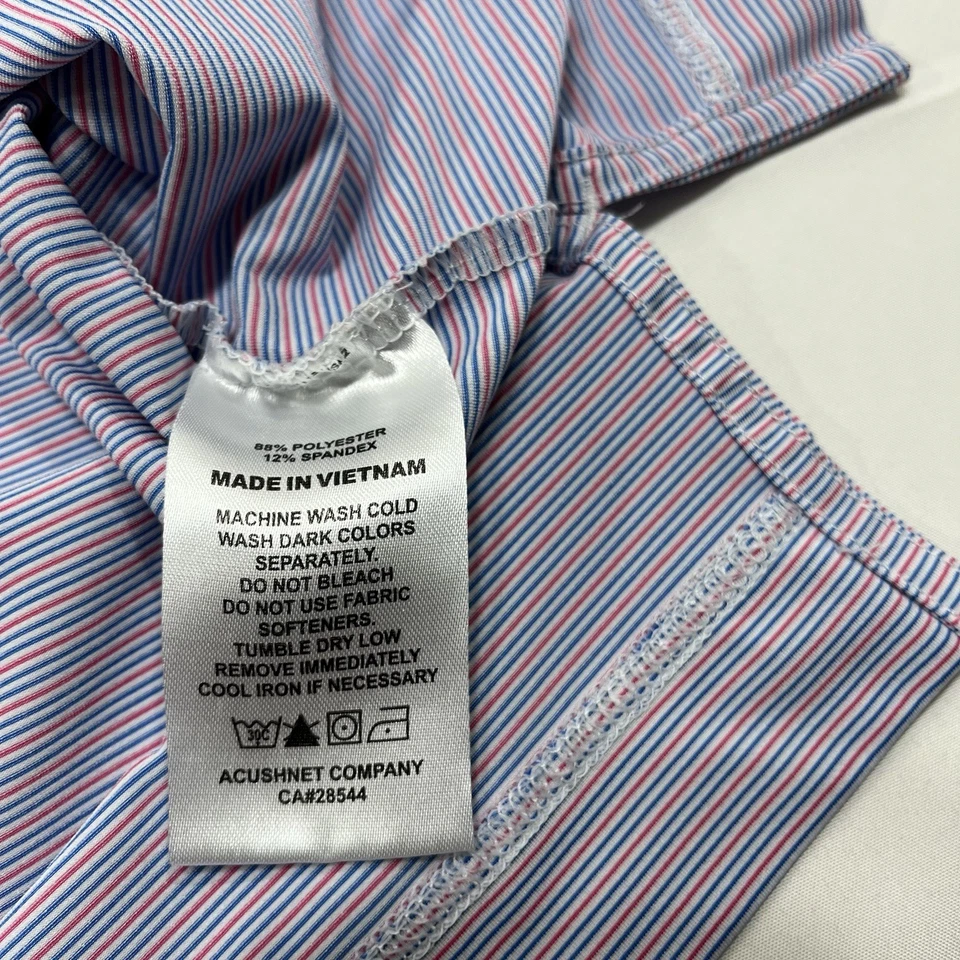 88% POLYESTER
12% SPANDEX
MADE IN VIETNAM
MACHINE WASH COLD
WASH DARK COLORS
SEPARATELY.
DO NOT BLEACH
DO NOT USE FABRIC
SOFTENERS.
TUMBLE DRY LOW
REMOVE IMMEDIATELY
COOL IRON IF NECESSARY
30C
ACUSHNET COMPANY
CA#28544